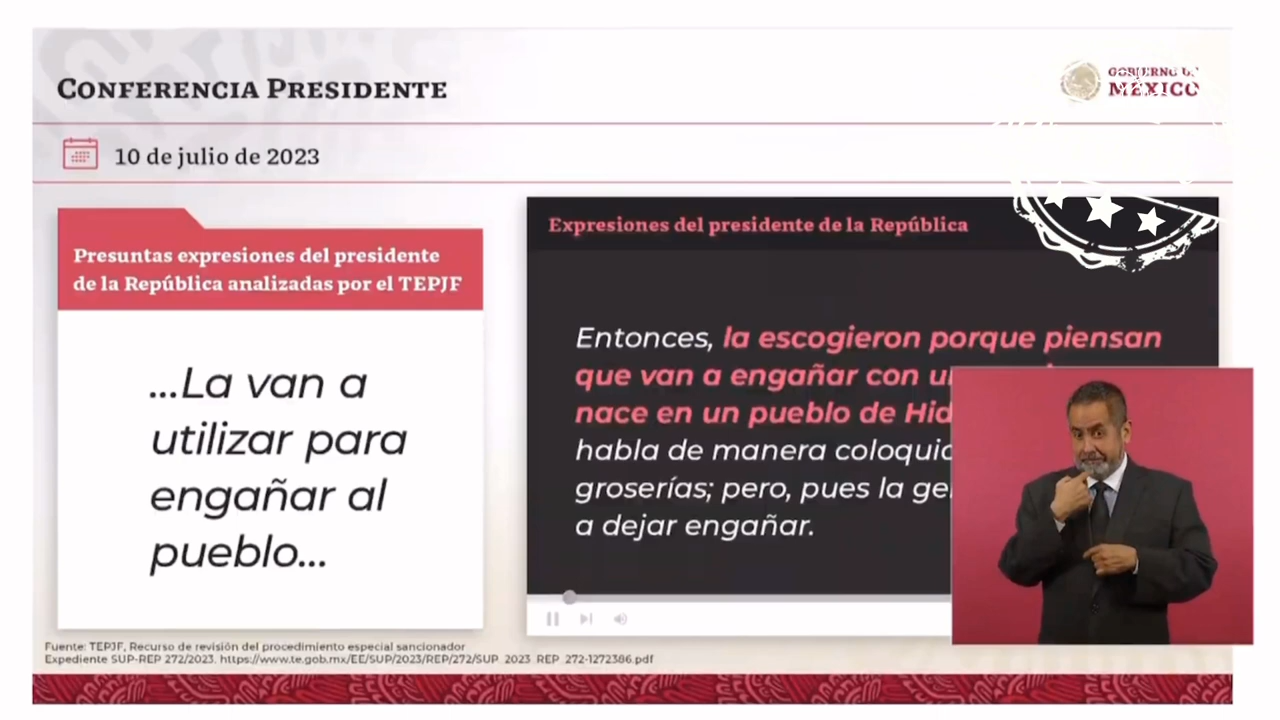 CONFERENCIA PRESIDENTE
GOBIERNO DE
MÉXICO
10 de julio de 2023
Presuntas expresiones del presidente
de la República analizadas por el TEPJF
...La van a
utilizar para
engañar al
pueblo...
Expresiones del presidente de la República
Entonces, la escogieron porque piensan
que van a engañar con
nace en un pueblo de
habla de manera
groserías; pero, pues la
a dejar engañar.
Fuente: TEPJF, Recurso de revisión del procedimiento especial sancionador
Expediente SUP-REP 272/2023. https://www.te.gob.mx/EE/SUP/2023/REP/272/SUP_2023_REP_272-1272386.pdf